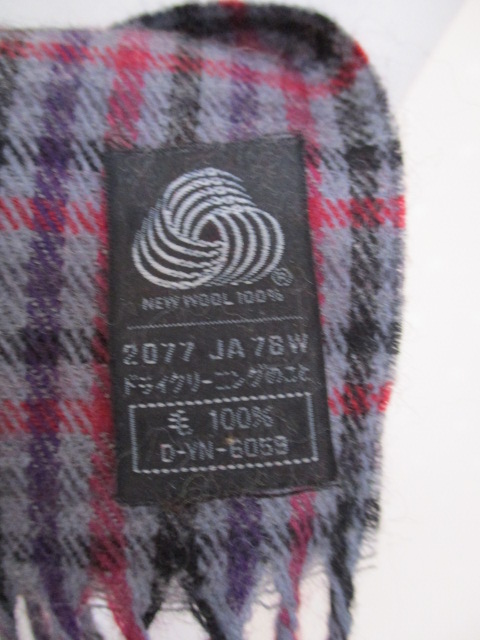 ®
NEW WOOL 100%
2077 JA 76W
ドライクリーニングのこと
毛 100%
D-YN-6059